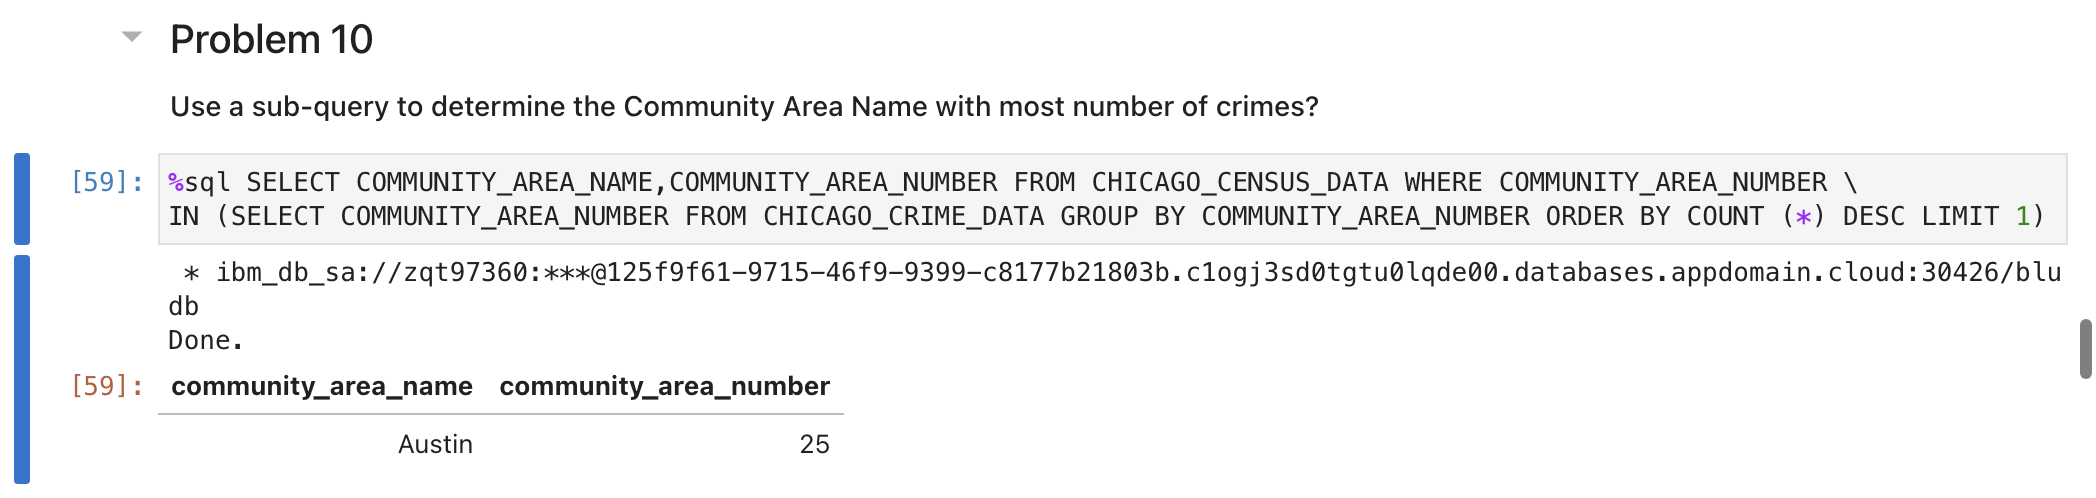 Problem 10
Use a sub-query to determine the Community Area Name with most number of crimes?
[59]: %sql SELECT COMMUNITY_AREA_NAME,COMMUNITY_AREA_NUMBER FROM CHICAGO_CENSUS_DATA WHERE COMMUNITY_AREA_NUMBER \
IN (SELECT COMMUNITY_AREA_NUMBER FROM CHICAGO_CRIME_DATA GROUP BY COMMUNITY_AREA_NUMBER ORDER BY COUNT (*) DESC LIMIT 1)
* ibm_db_sa://zqt97360:***@125f9f61-9715-46f9-9399-c8177b21803b.c1ogj3sd0tgtu0lqde00.databases.appdomain.cloud:30426/blu
db
Done.
[59]: community_area_name community_area_number
Austin 25